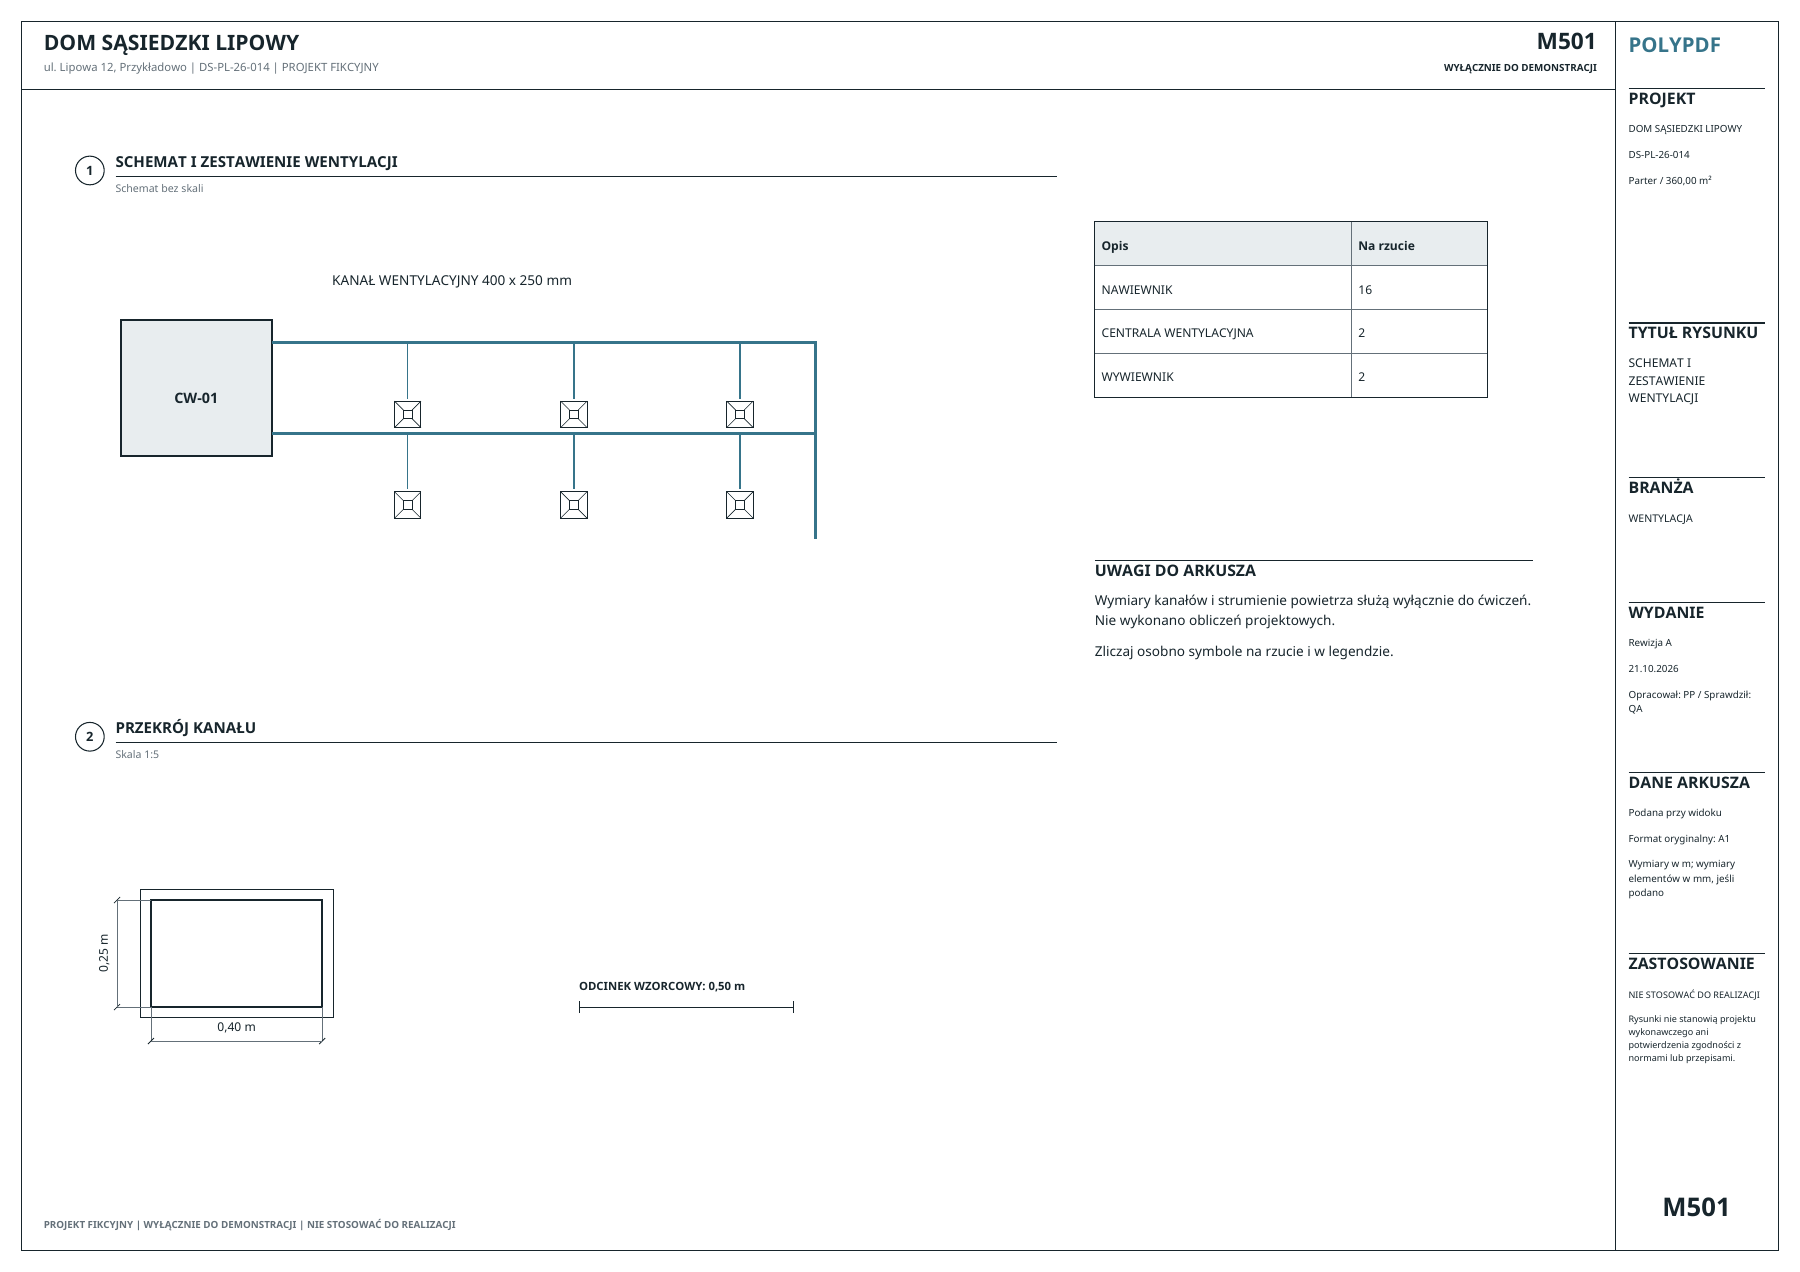 DOM SĄSIEDZKI LIPOWY
ul. Lipowa 12, Przykładowo | DS-PL-26-014 | PROJEKT FIKCYJNY
M501
WYŁĄCZNIE DO DEMONSTRACJI
1
SCHEMAT I ZESTAWIENIE WENTYLACJI
Schemat bez skali
KANAŁ WENTYLACYJNY 400 x 250 mm
CW-01
Opis Na rzucie
NAWIEWNIK 16
CENTRALA WENTYLACYJNA 2
WYWIEWNIK 2
UWAGI DO ARKUSZA
Wymiary kanałów i strumienie powietrza służą wyłącznie do ćwiczeń.
Nie wykonano obliczeń projektowych.
Zliczaj osobno symbole na rzucie i w legendzie.
2
PRZEKRÓJ KANAŁU
Skala 1:5
0,25 m
0,40 m
ODCINEK WZORCOWY: 0,50 m
PROJEKT FIKCYJNY | WYŁĄCZNIE DO DEMONSTRACJI | NIE STOSOWAĆ DO REALIZACJI
POLYPDF
PROJEKT
DOM SĄSIEDZKI LIPOWY
DS-PL-26-014
Parter / 360,00 m²
TYTUŁ RYSUNKU
SCHEMAT I
ZESTAWIENIE
WENTYLACJI
BRANŻA
WENTYLACJA
WYDANIE
Rewizja A
21.10.2026
Opracował: PP / Sprawdził:
QA
DANE ARKUSZA
Podana przy widoku
Format oryginalny: A1
Wymiary w m; wymiary
elementów w mm, jeśli
podano
ZASTOSOWANIE
NIE STOSOWAĆ DO REALIZACJI
Rysunki nie stanowią projektu
wykonawczego ani
potwierdzenia zgodności z
normami lub przepisami.
M501